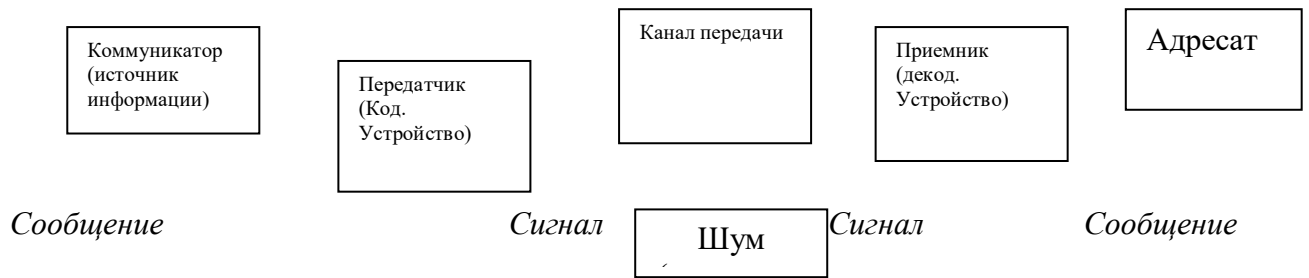 Коммуникатор
(источник
информации)
Передатчик
(Код.
Устройство)
Канал передачи
Приемник
(декод.
Устройство)
Адресат
Сообщение
Сигнал
Шум
Сигнал
Сообщение